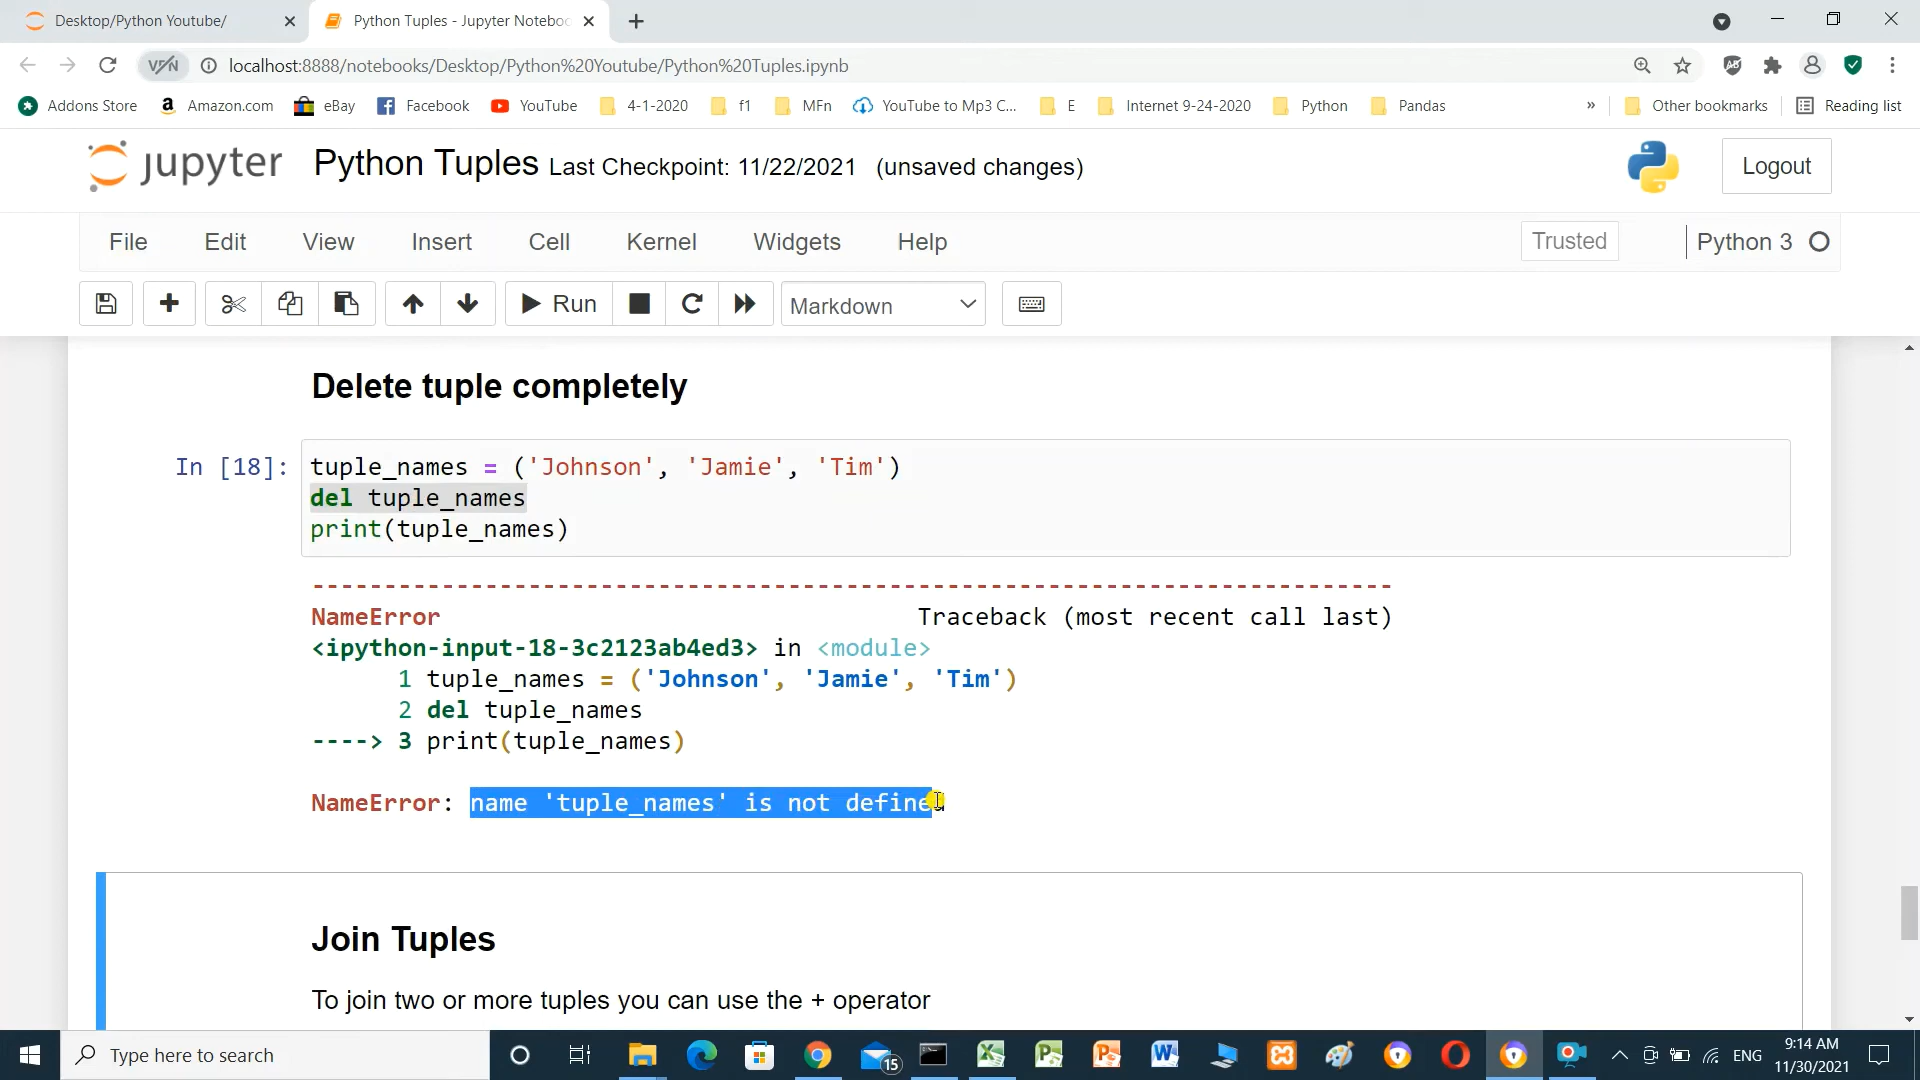 Desktop/Python Youtube/
Python Tuples - Jupyter Noteboo
VPN
localhost:8888/notebooks/Desktop/Python%20Youtube/Python%20Tuples.ipynb
Addons Store
Amazon.com
eBay
Facebook
YouTube
4-1-2020
f1
MFn
YouTube to Mp3 C...
E
Internet 9-24-2020
Python
Pandas
»
Other bookmarks
Reading list
jupyter
Python Tuples Last Checkpoint: 11/22/2021 (unsaved changes)
Logout
File Edit View Insert Cell Kernel Widgets Help
Trusted
Python 3
Run
Markdown
Delete tuple completely
In [18]: tuple_names = ('Johnson', 'Jamie', 'Tim')
del tuple_names
print(tuple_names)
---------------------------------------------------------------------------
NameError Traceback (most recent call last)
<ipython-input-18-3c2123ab4ed3> in <module>
1 tuple_names = ('Johnson', 'Jamie', 'Tim')
2 del tuple_names
----> 3 print(tuple_names)
NameError: name 'tuple_names' is not defined
Join Tuples
To join two or more tuples you can use the + operator
Type here to search
15
ENG
9:14 AM
11/30/2021